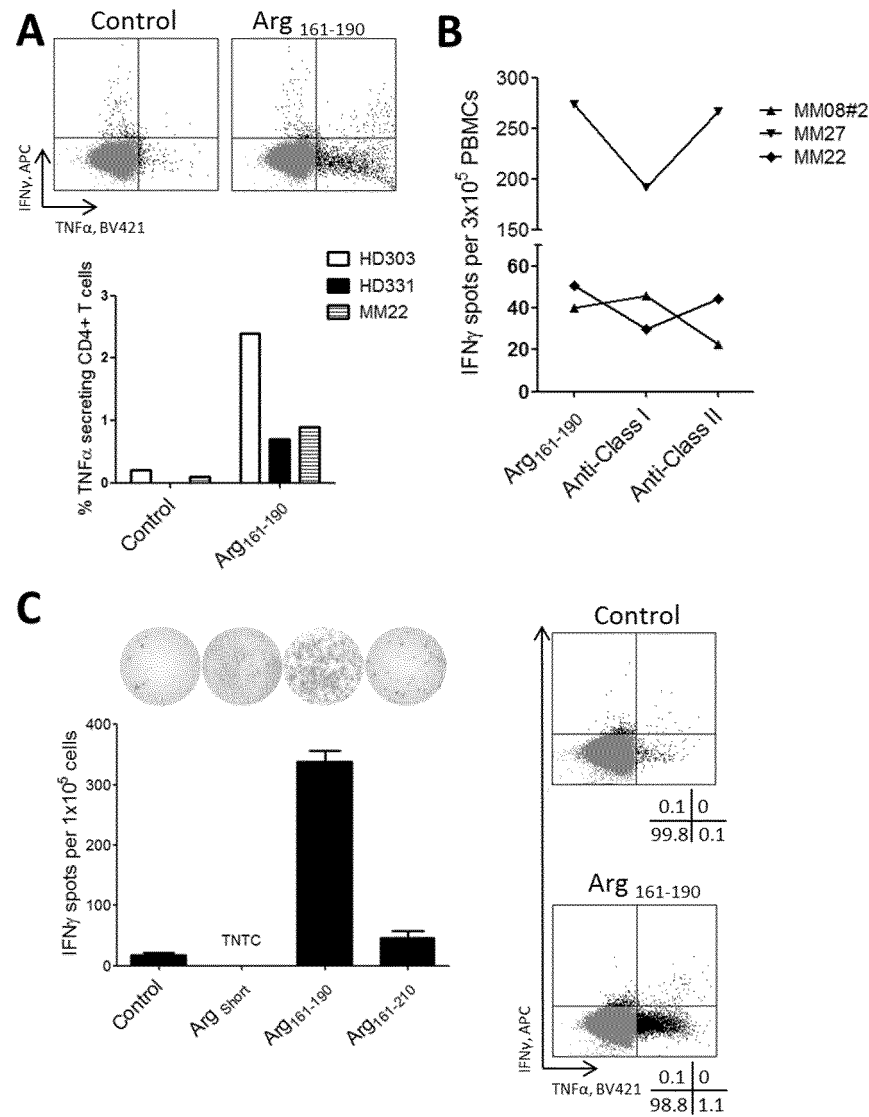 A
Control
Arg 161-190
IFNγ, APC
TNFα, BV421
HD303
HD331
MM22
% TNFα secreting CD4+ T cells
3
2
1
0
Control
Arg161-190
B
IFNγ spots per 3x10⁵ PBMCs
300
250
200
150
60
40
20
0
MM08#2
MM27
MM22
Arg161-190
Anti-Class I
Anti-Class II
C
IFNγ spots per 1x10⁵ cells
400
300
200
100
0
TNTC
Control
Arg Short
Arg161-190
Arg161-210
Control
0.1 0
99.8 0.1
Arg 161-190
IFNγ, APC
TNFα, BV421
0.1 0
98.8 1.1